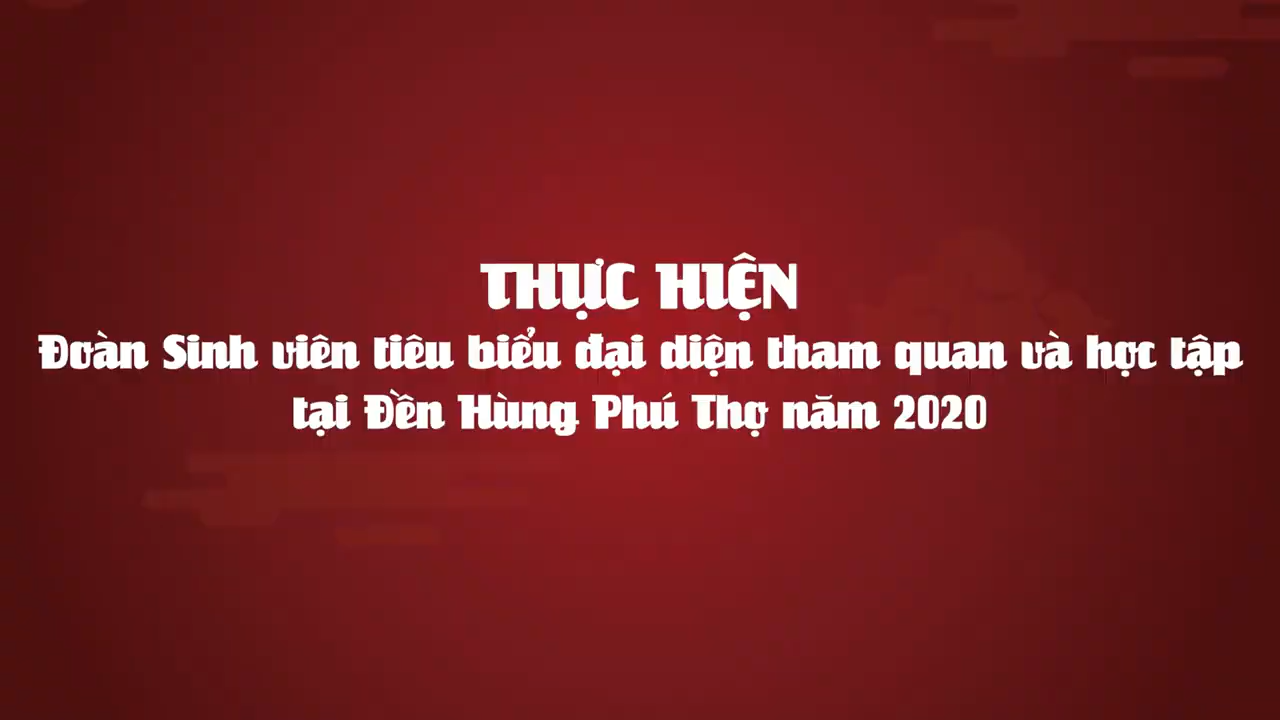 THỰC HIỆN
Đoàn Sinh viên tiêu biểu đại diện tham quan và học tập
tại Đền Hùng Phú Thọ năm 2020